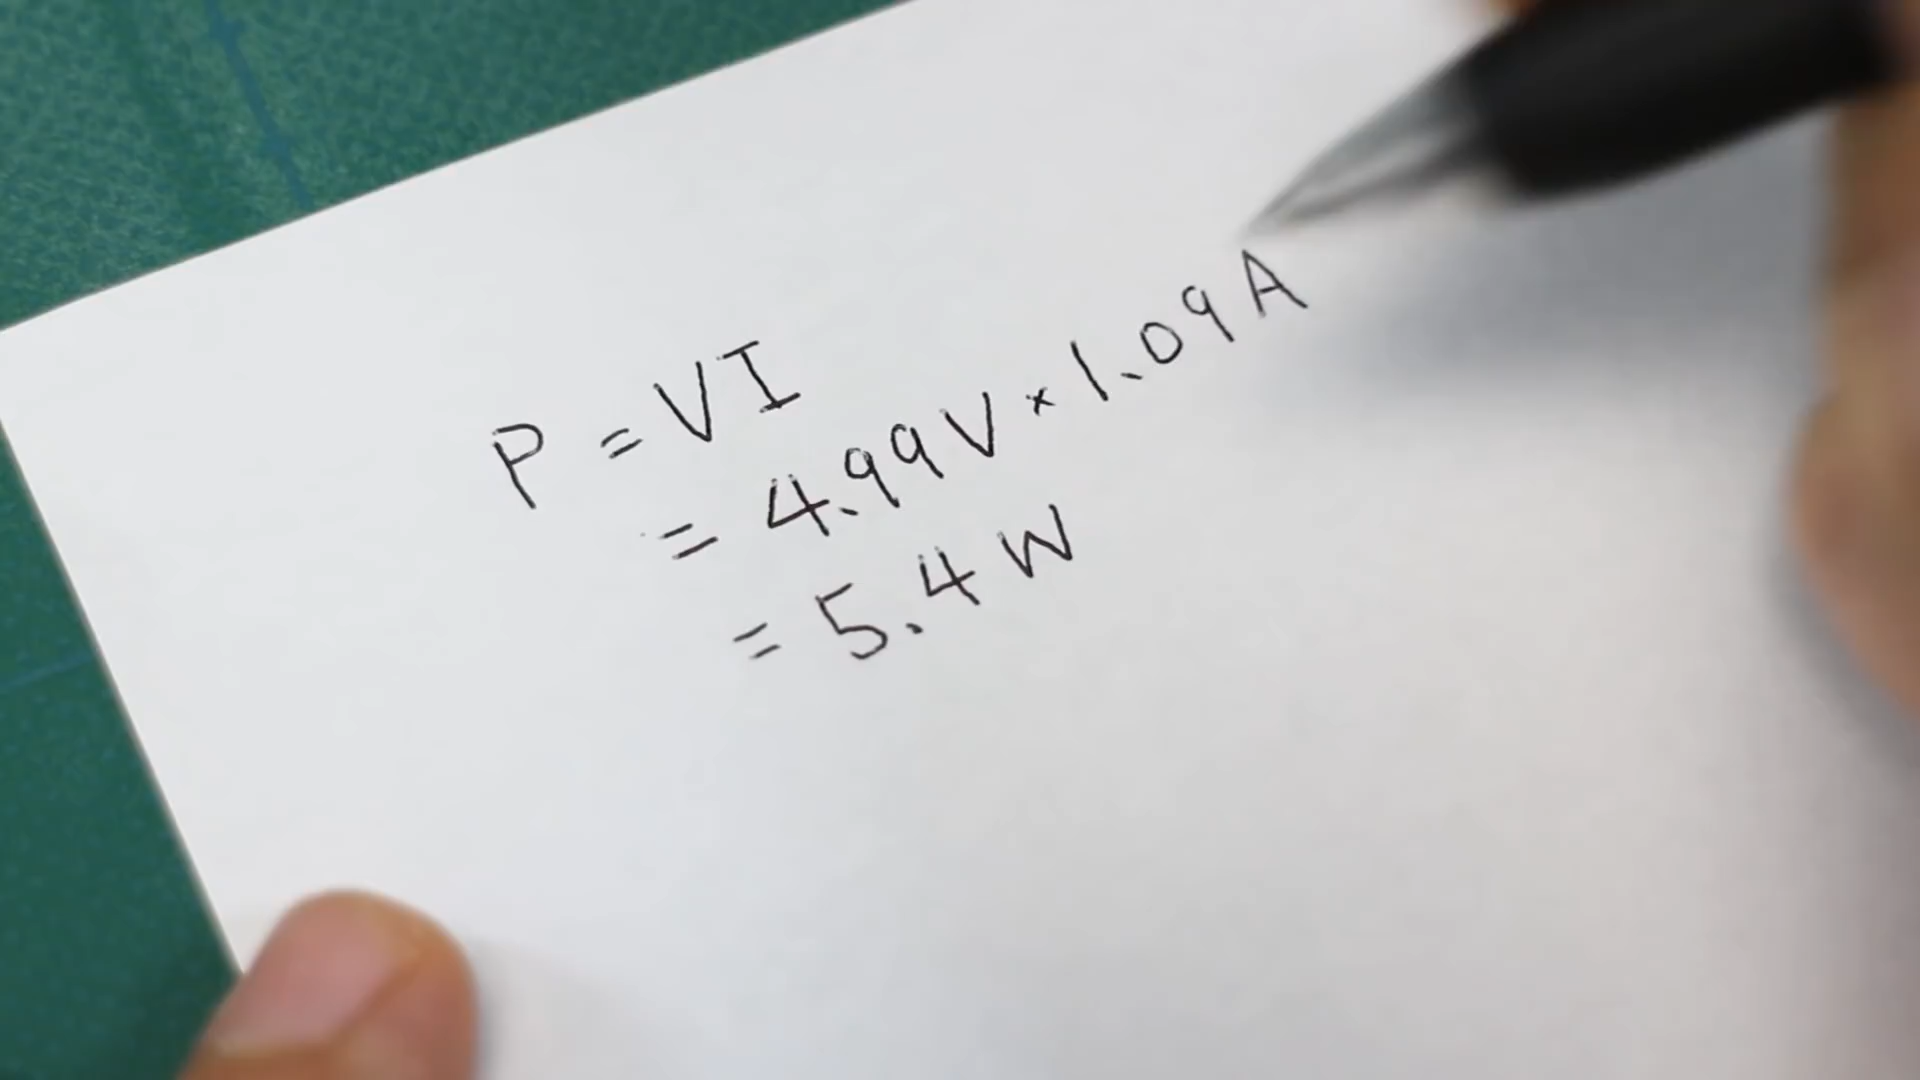 P = VI
= 4.99V × 1.09A
= 5.4W